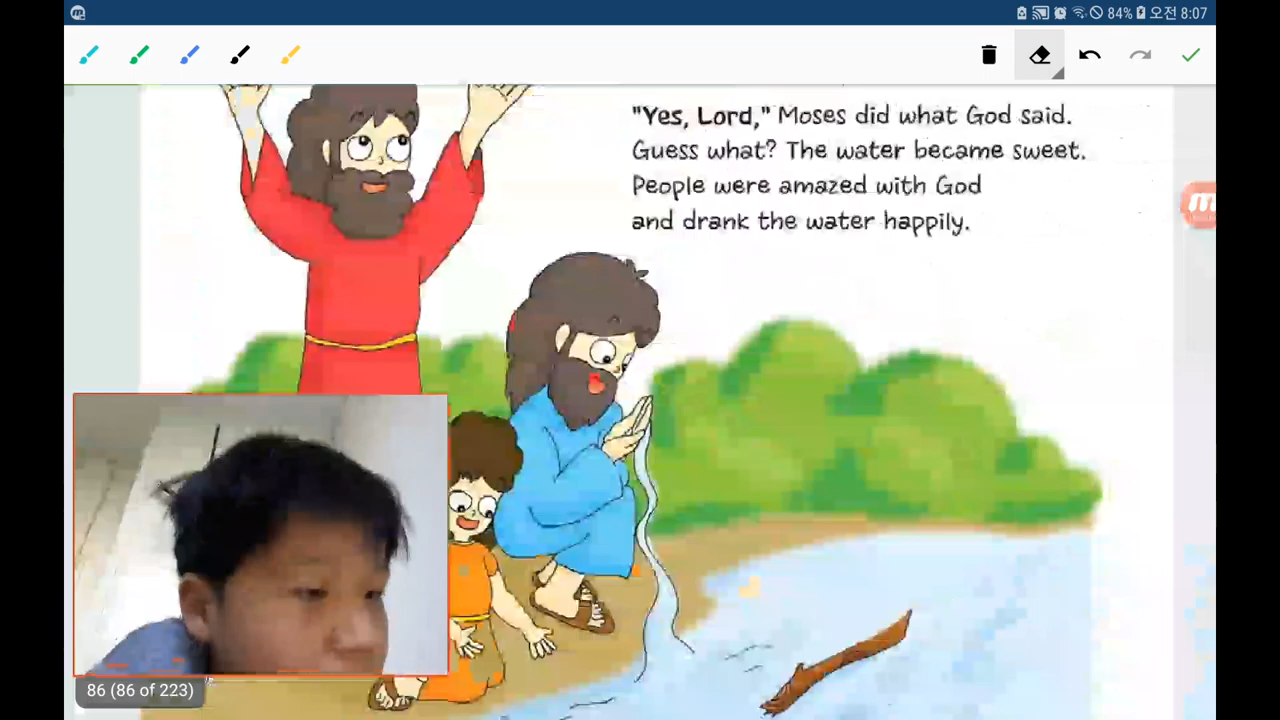 84% 오전 8:07
"Yes, Lord," Moses did what God said.
Guess what? The water became sweet.
People were amazed with God
and drank the water happily.
86 (86 of 223)